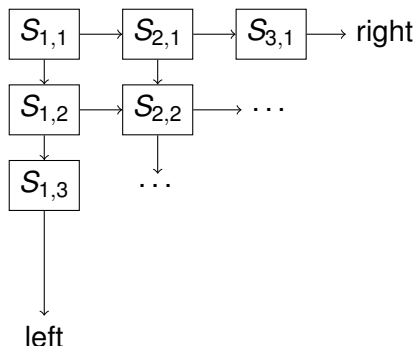 S1,1 S2,1 S3,1 right
S1,2 S2,2 ···
S1,3 ···
left